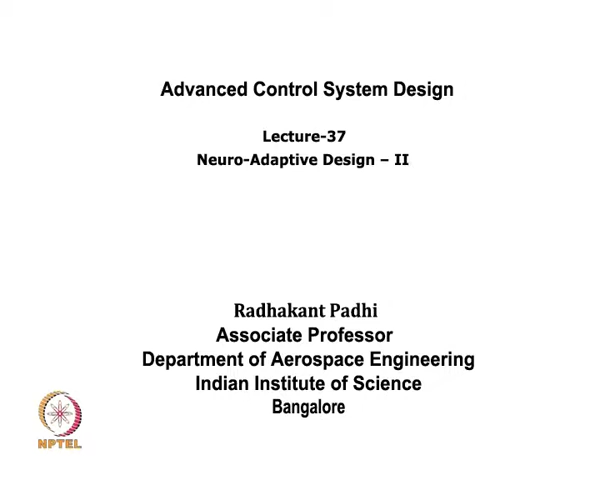 Advanced Control System Design
Lecture-37
Neuro-Adaptive Design – II
Radhakant Padhi
Associate Professor
Department of Aerospace Engineering
Indian Institute of Science
Bangalore
NPTEL